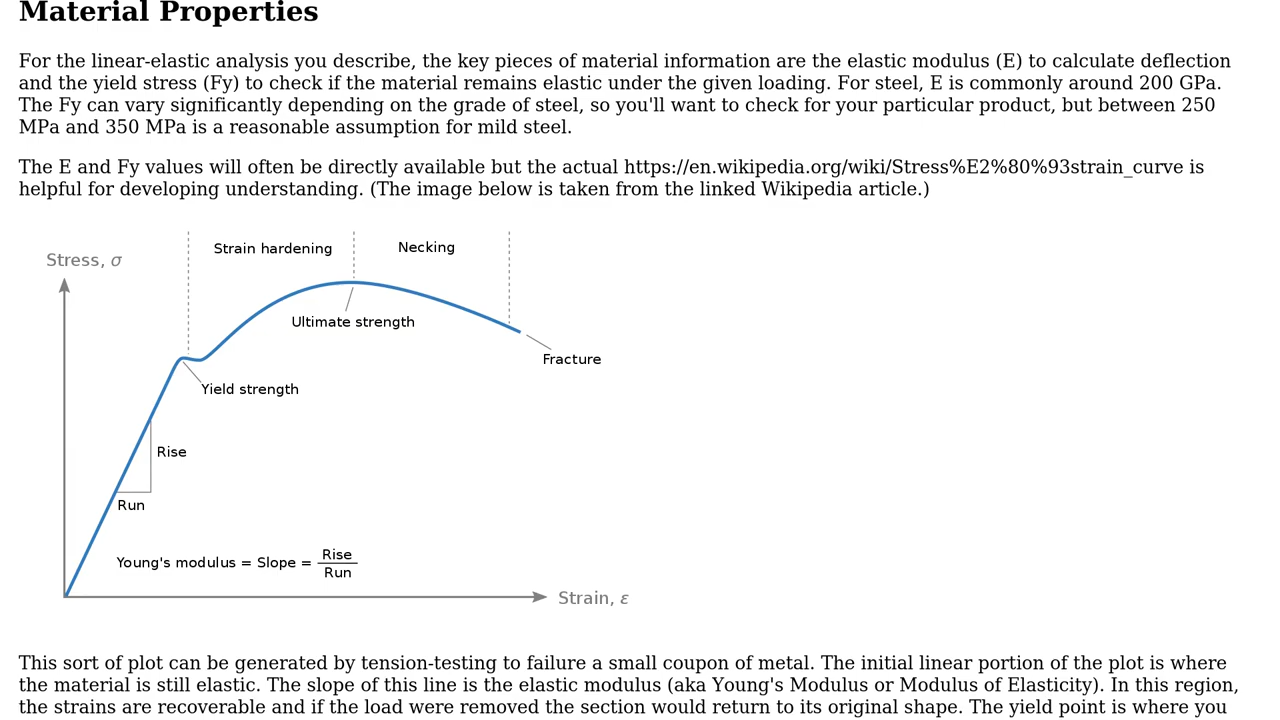 Material Properties
For the linear-elastic analysis you describe, the key pieces of material information are the elastic modulus (E) to calculate deflection
and the yield stress (Fy) to check if the material remains elastic under the given loading. For steel, E is commonly around 200 GPa.
The Fy can vary significantly depending on the grade of steel, so you'll want to check for your particular product, but between 250
MPa and 350 MPa is a reasonable assumption for mild steel.
The E and Fy values will often be directly available but the actual https://en.wikipedia.org/wiki/Stress%E2%80%93strain_curve is
helpful for developing understanding. (The image below is taken from the linked Wikipedia article.)
Strain hardening
Necking
Stress, σ
Ultimate strength
Fracture
Yield strength
Rise
Run
Young's modulus = Slope = Rise
Run
Strain, ε
This sort of plot can be generated by tension-testing to failure a small coupon of metal. The initial linear portion of the plot is where
the material is still elastic. The slope of this line is the elastic modulus (aka Young's Modulus or Modulus of Elasticity). In this region,
the strains are recoverable and if the load were removed the section would return to its original shape. The yield point is where you